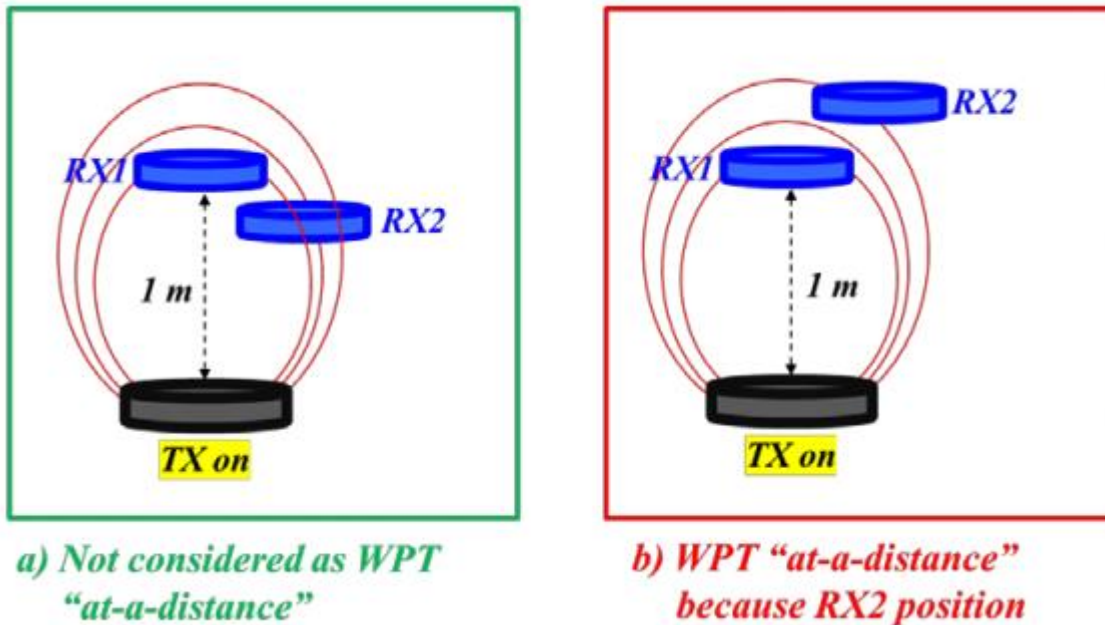 RX1
RX2
1 m
TX on
a) Not considered as WPT
"at-a-distance"
RX2
RX1
1 m
TX on
b) WPT "at-a-distance"
because RX2 position